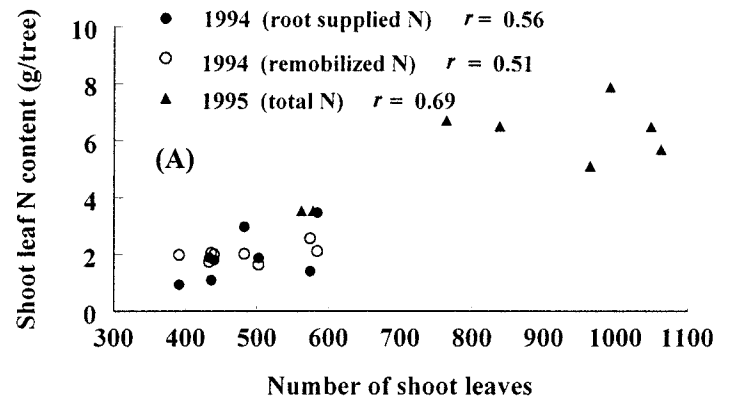 1994 (root supplied N) r = 0.56
1994 (remobilized N) r = 0.51
1995 (total N) r = 0.69
(A)
Shoot leaf N content (g/tree)
10
8
6
4
2
0
300 400 500 600 700 800 900 1000 1100
Number of shoot leaves